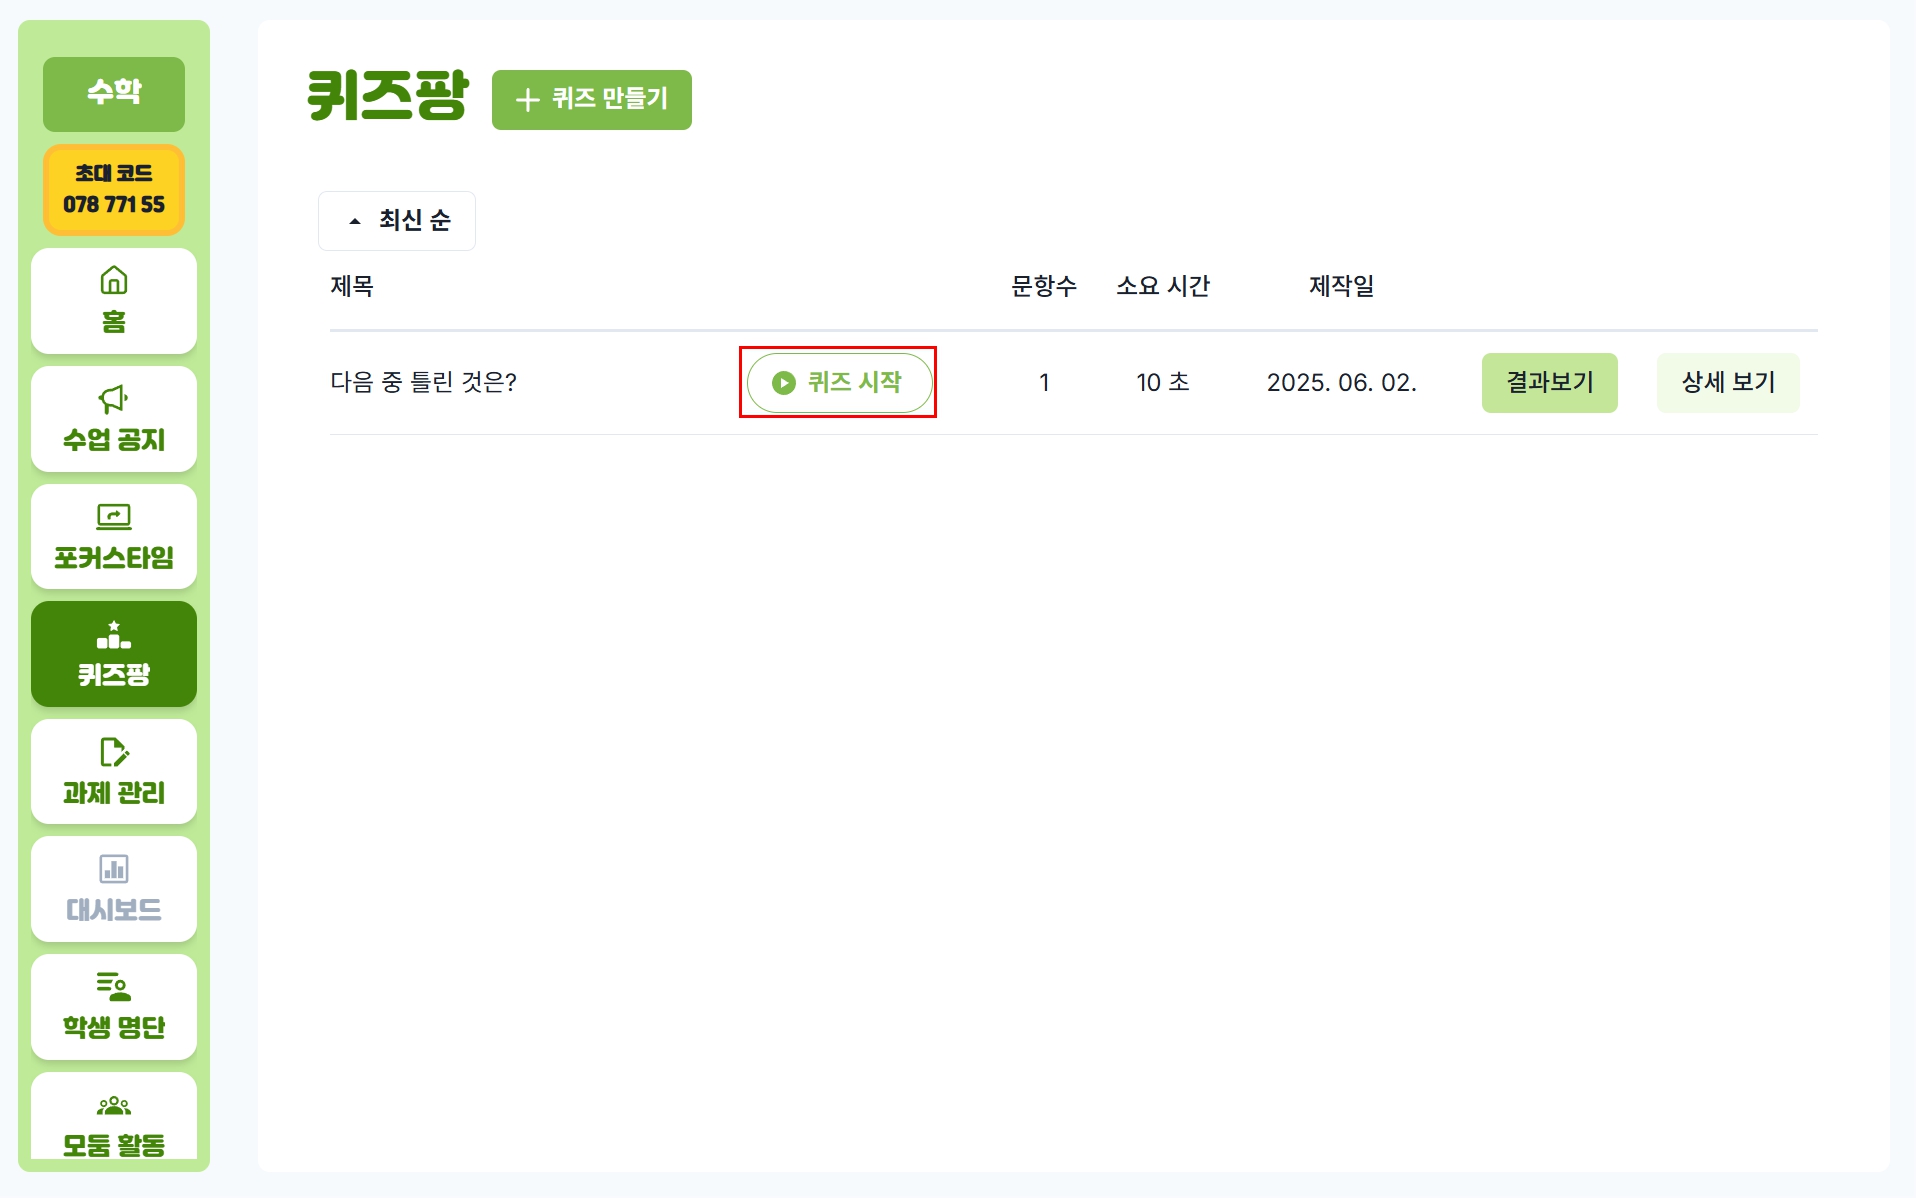 수학
초대 코드
078 771 55
홈
수업 공지
포커스타임
퀴즈팡
과제 관리
대시보드
학생 명단
모둠 활동
퀴즈팡
퀴즈 만들기
최신 순
제목 문항수 소요 시간 제작일
다음 중 틀린 것은? 퀴즈 시작 1 10 초 2025. 06. 02. 결과보기 상세 보기